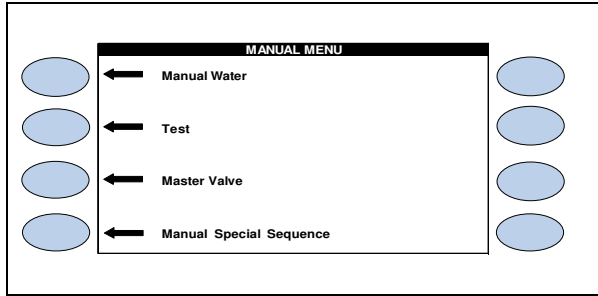 MANUAL MENU
Manual Water
Test
Master Valve
Manual Special Sequence